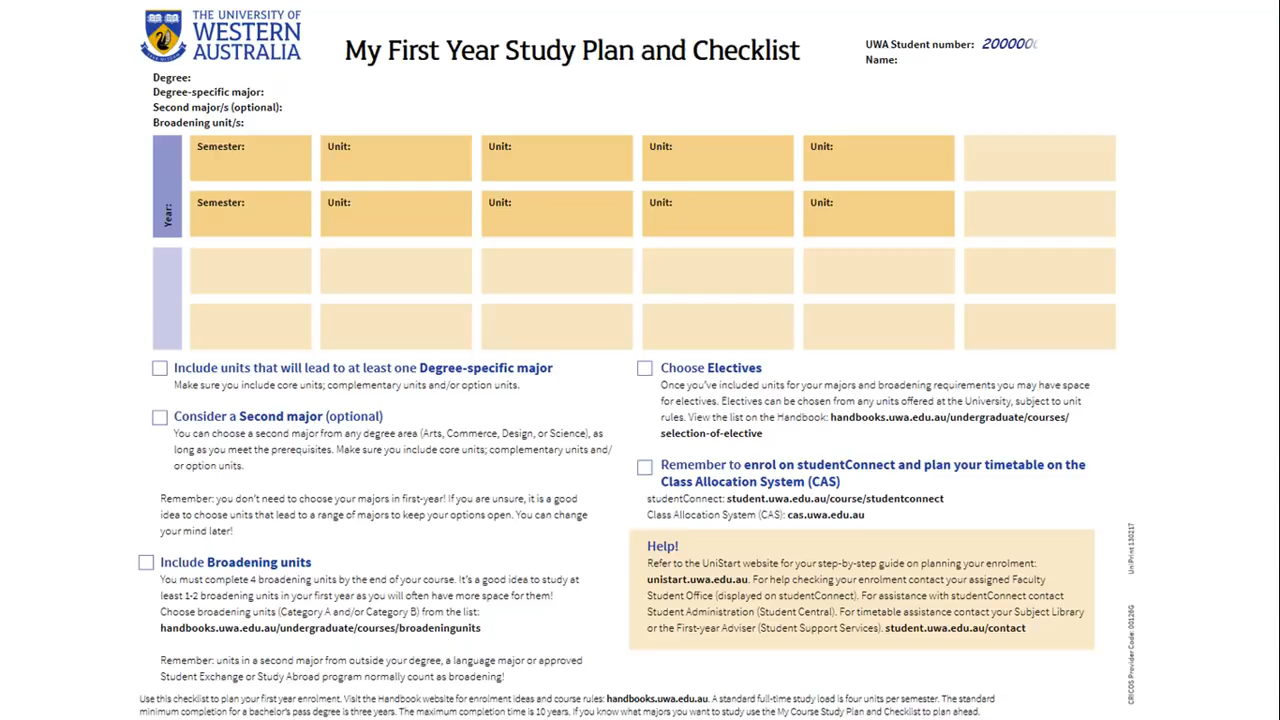 THE UNIVERSITY OF
WESTERN
AUSTRALIA
My First Year Study Plan and Checklist
UWA Student number: 2000000
Name:
Degree:
Degree-specific major:
Second major/s (optional):
Broadening unit/s:
Year:
Semester: Unit: Unit: Unit: Unit:
Semester: Unit: Unit: Unit: Unit:
Include units that will lead to at least one Degree-specific major
Make sure you include core units; complementary units and/or option units.
Consider a Second major (optional)
You can choose a second major from any degree area (Arts, Commerce, Design, or Science), as
long as you meet the prerequisites. Make sure you include core units; complementary units and/
or option units.
Remember: you don't need to choose your majors in first-year! If you are unsure, it is a good
idea to choose units that lead to a range of majors to keep your options open. You can change
your mind later!
Include Broadening units
You must complete 4 broadening units by the end of your course. It's a good idea to study at
least 1-2 broadening units in your first year as you will often have more space for them!
Choose broadening units (Category A and/or Category B) from the list:
handbooks.uwa.edu.au/undergraduate/courses/broadeningunits
Remember: units in a second major from outside your degree, a language major or approved
Student Exchange or Study Abroad program normally count as broadening!
Choose Electives
Once you've included units for your majors and broadening requirements you may have space
for electives. Electives can be chosen from any units offered at the University, subject to unit
rules. View the list on the Handbook: handbooks.uwa.edu.au/undergraduate/courses/
selection-of-elective
Remember to enrol on studentConnect and plan your timetable on the
Class Allocation System (CAS)
studentConnect: student.uwa.edu.au/course/studentconnect
Class Allocation System (CAS): cas.uwa.edu.au
Help!
Refer to the UniStart website for your step-by-step guide on planning your enrolment:
unistart.uwa.edu.au. For help checking your enrolment contact your assigned Faculty
Student Office (displayed on studentConnect). For assistance with studentConnect contact
Student Administration (Student Central). For timetable assistance contact your Subject Library
or the First-year Adviser (Student Support Services). student.uwa.edu.au/contact
Use this checklist to plan your first year enrolment. Visit the Handbook website for enrolment ideas and course rules: handbooks.uwa.edu.au. A standard full-time study load is four units per semester. The standard
minimum completion for a bachelor's pass degree is three years. The maximum completion time is 10 years. If you know what majors you want to study use the My Course Study Plan and Checklist to plan ahead.
CRICOS Provider Code: 00126G
UniPrint 130217